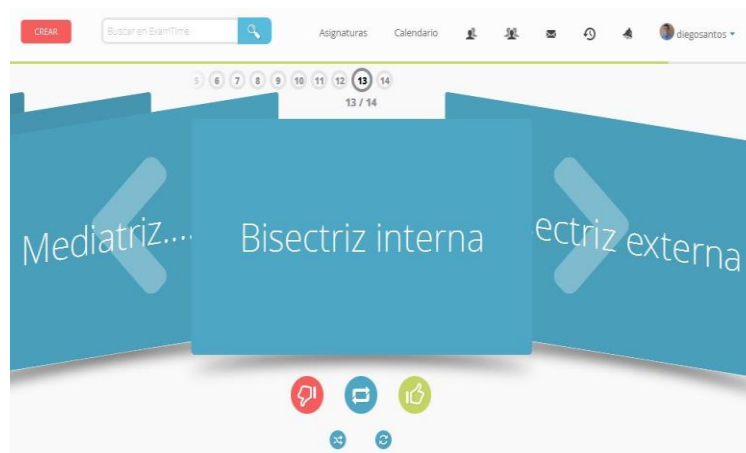 CREAR
Buscar en ExamTime
Asignaturas
Calendario
diegosantos
5 6 7 8 9 10 11 12 13 14
13 / 14
Mediatriz....
Bisectriz interna
ectriz externa